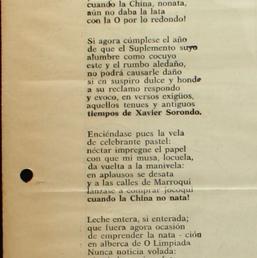 cuando la China, nonata,
aún no daba la lata
con la O por lo redondo!
Si agora cúmplese el año
de que el Suplemento suyo
alumbre como cocuyo
este y el rumbo aledaño,
no podrá causarle daño
si en suspiro dulce y hondo
a su reclamo respondo
y evoco, en versos exigüos,
aquellos tenues y antiguos
tiempos de Xavier Sorondo.
Enciéndase pues la vela
de celebrante pastel:
néctar impregne el papel
con que mi musa, locuela,
da vuelta a la manivela:
en aplausos se desata
y a las calles de Marroqui
lánzase a comprar jocoqui
cuando la China no nata!
Leche entera, si enterada;
que fuera agora ocasión
de emprender la nata - ción
en alberca de O Limpiada
Nunca noticia volada: